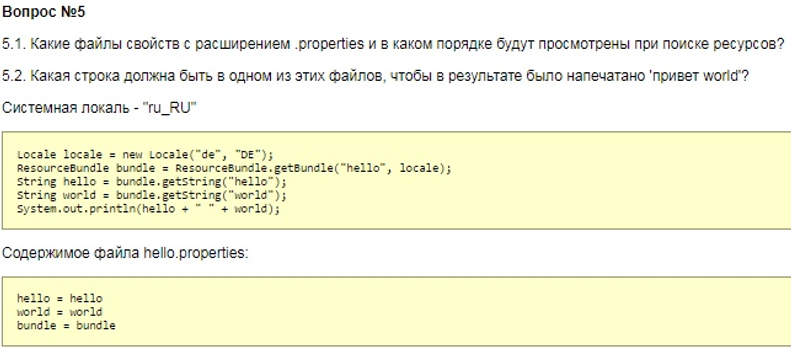 Вопрос №5
5.1. Какие файлы свойств с расширением .properties и в каком порядке будут просмотрены при поиске ресурсов?
5.2. Какая строка должна быть в одном из этих файлов, чтобы в результате было напечатано 'привет world'?
Системная локаль - "ru_RU"
Locale locale = new Locale("de", "DE");
ResourceBundle bundle = ResourceBundle.getBundle("hello", locale);
String hello = bundle.getString("hello");
String world = bundle.getString("world");
System.out.println(hello + " " + world);
Содержимое файла hello.properties:
hello = hello
world = world
bundle = bundle